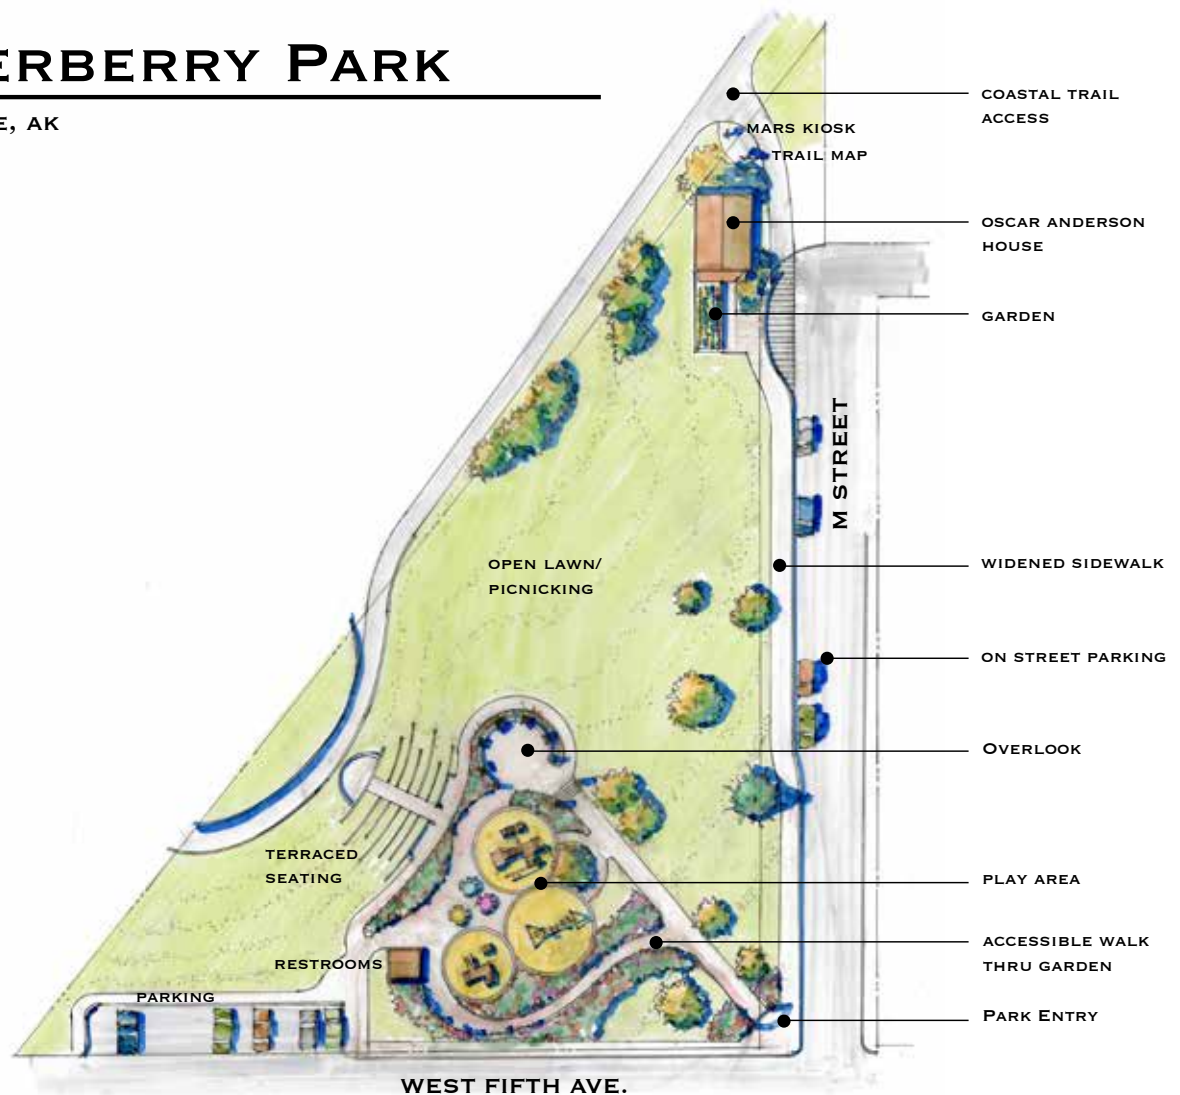 ERBERRY PARK
E, AK
COASTAL TRAIL
ACCESS
MARS KIOSK
TRAIL MAP
OSCAR ANDERSON
HOUSE
GARDEN
M STREET
OPEN LAWN/
PICNICKING
WIDENED SIDEWALK
ON STREET PARKING
OVERLOOK
TERRACED
SEATING
PLAY AREA
ACCESSIBLE WALK
THRU GARDEN
RESTROOMS
PARKING
PARK ENTRY
WEST FIFTH AVE.